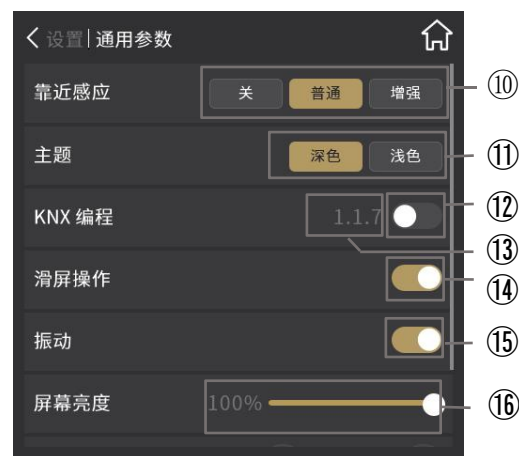 设置|通用参数
靠近感应 关 普通 增强 ⑩
主题 深色 浅色 ⑪
KNX 编程 1.1.7 ⑫
⑬
滑屏操作 ⑭
振动 ⑮
屏幕亮度 100% ⑯